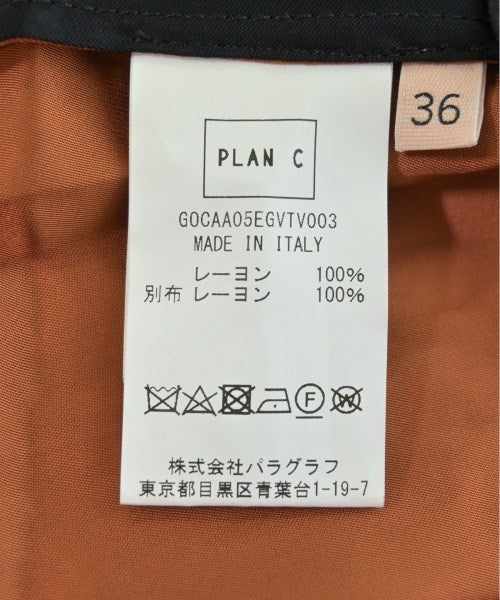 36
PLAN C
GOCAA05EGVTV003
MADE IN ITALY
レーヨン 100%
別布 レーヨン 100%
F W
株式会社パラグラフ
東京都目黒区青葉台1-19-7